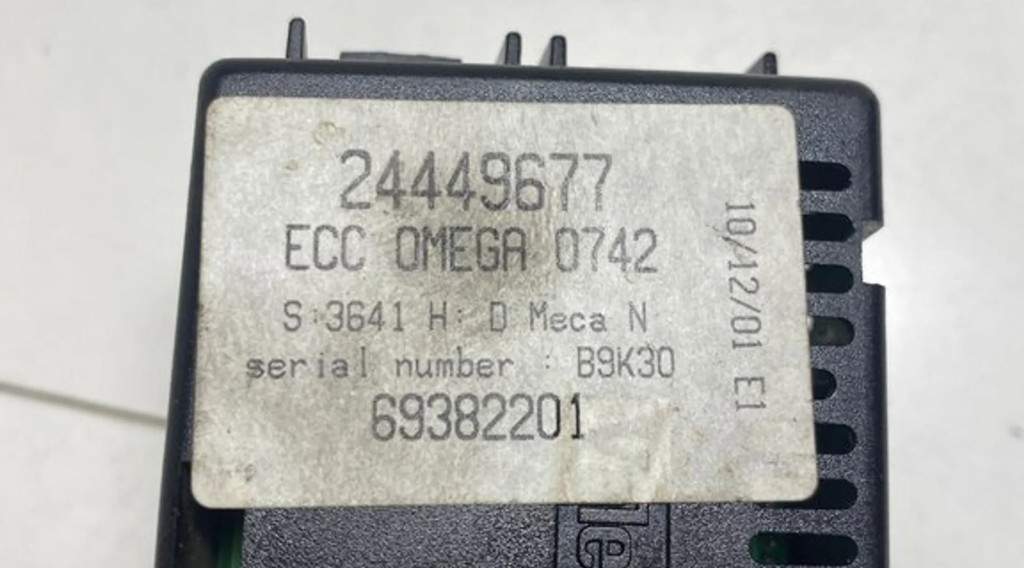 24449677
ECC OMEGA 0742
S:3641 H: D Meca N
serial number : B9K30
69382201
10/12/01 E1